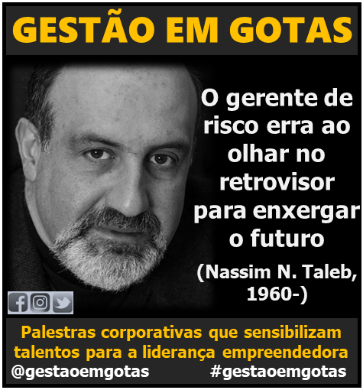 GESTÃO EM GOTAS
O gerente de
risco erra ao
olhar no
retrovisor
para enxergar
o futuro
(Nassim N. Taleb,
1960-)
Palestras corporativas que sensibilizam
talentos para a liderança empreendedora
@gestaoemgotas #gestaoemgotas